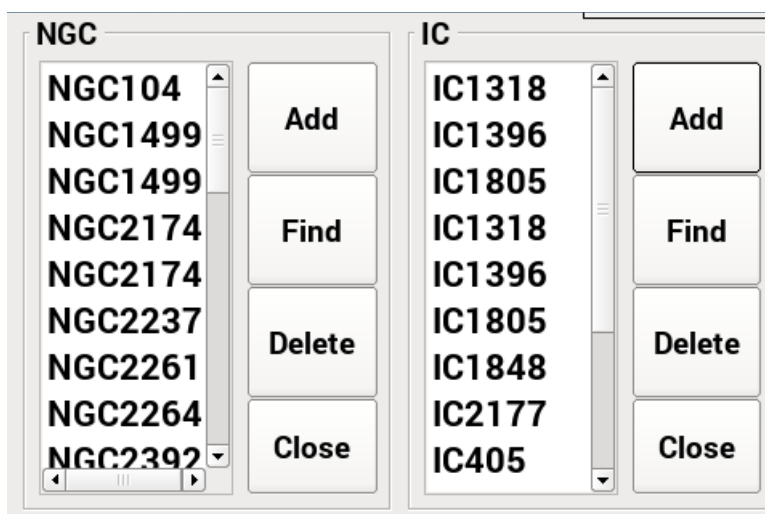 NGC
NGC104
NGC1499
NGC1499
NGC2174
NGC2174
NGC2237
NGC2261
NGC2264
NGC2392
Add
Find
Delete
Close
IC
IC1318
IC1396
IC1805
IC1318
IC1396
IC1805
IC1848
IC2177
IC405
Add
Find
Delete
Close